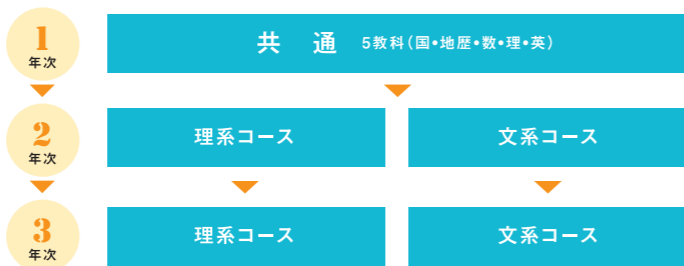 1
年次
共　通 5教科(国•地歴•数•理•英)
2
年次
理系コース
文系コース
3
年次
理系コース
文系コース